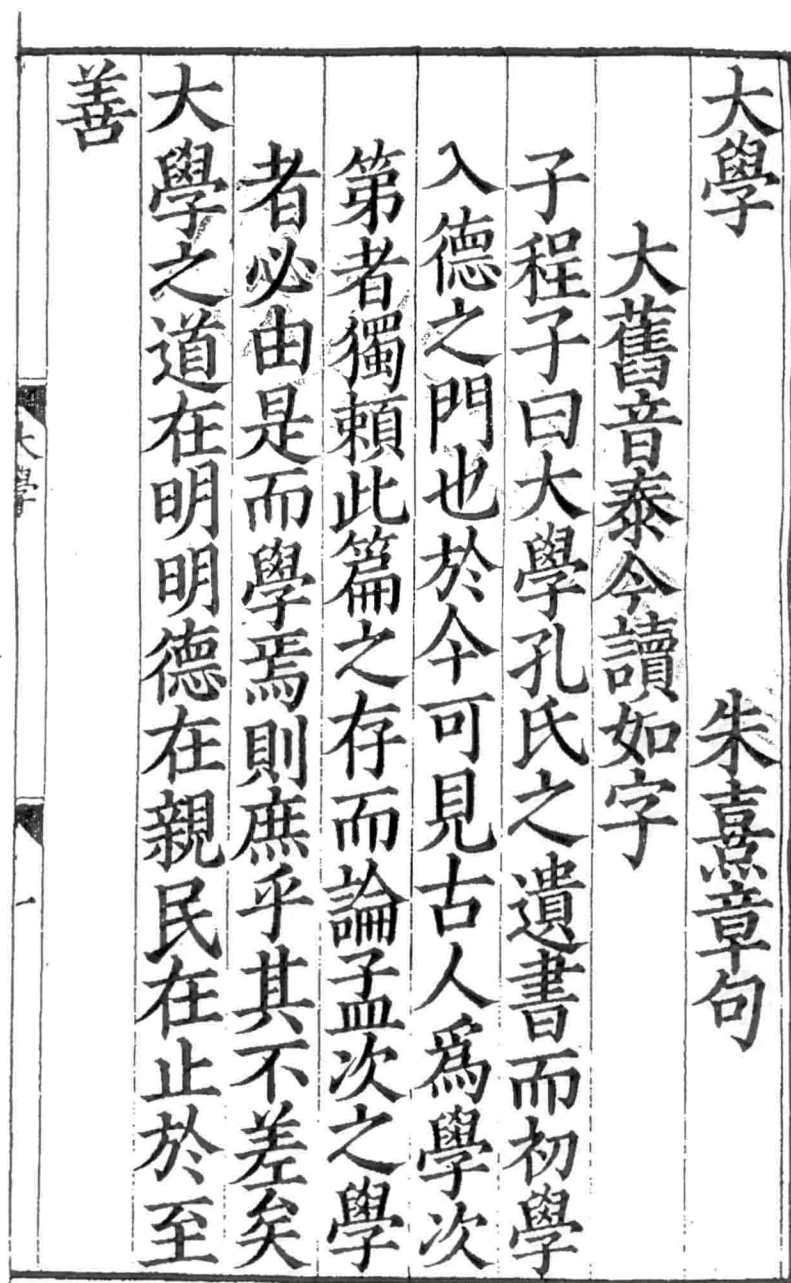 大學 朱熹章句
大舊音泰今讀如字
子程子曰大學孔氏之遺書而初學
入德之門也於今可見古人爲學次
第者獨賴此篇之存而論孟次之學
者必由是而學焉則庶乎其不差矣
大學之道在明明德在親民在止於至
善
大學
一